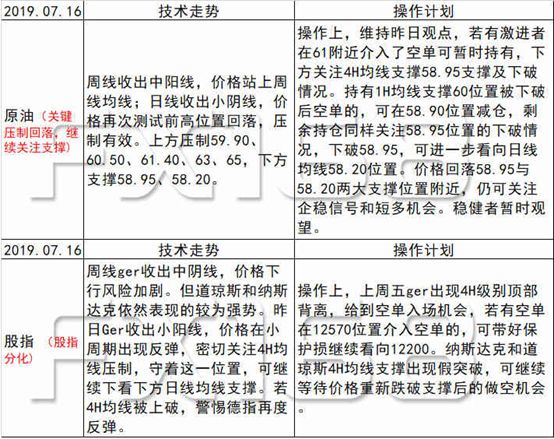 2019.07.16
技术走势
操作计划
原油（关键
压制回落，继
续关注支撑）
周线收出中阳线，价格站上周
线均线；日线收出小阴线，价
格再次测试前高位置回落，压
制有效。上方压制59.90、
60.50、61.40、63、65，下方
支撑58.95、58.20。
操作上，维持昨日观点，若有激进者
在61附近介入了空单可暂时持有，下
方关注4H均线支撑58.95支撑及下破
情况。持有1H均线支撑60位置被下破
后空单的，可在58.90位置减仓，剩
余持仓同样关注58.95位置的下破情
况，下破58.95，可进一步看向日线
均线58.20位置。价格回落58.95与
58.20两大支撑位置附近，仍可关注
企稳信号和短多机会。稳健者暂时观
望。
2019.07.16
技术走势
操作计划
股指（股指
分化）
周线ger收出中阴线，价格下
行风险加剧。但道琼斯和纳斯
达克依然表现的较为强势。昨
日Ger收出小阳线，价格在小
周期出现反弹，密切关注4H均
线压制，守着这一位置，可继
续下看下方日线均线支撑。若
4H均线被上破，警惕德指再度
反弹。
操作上，上周五ger出现4H级别顶部
背离，给到空单入场机会，若有空单
在12570位置介入空单的，可带好保
护损继续看向12200。纳斯达克和道
琼斯4H均线支撑出现假突破，可继续
等待价格重新跌破支撑后的做空机会
。
FX168
FX168